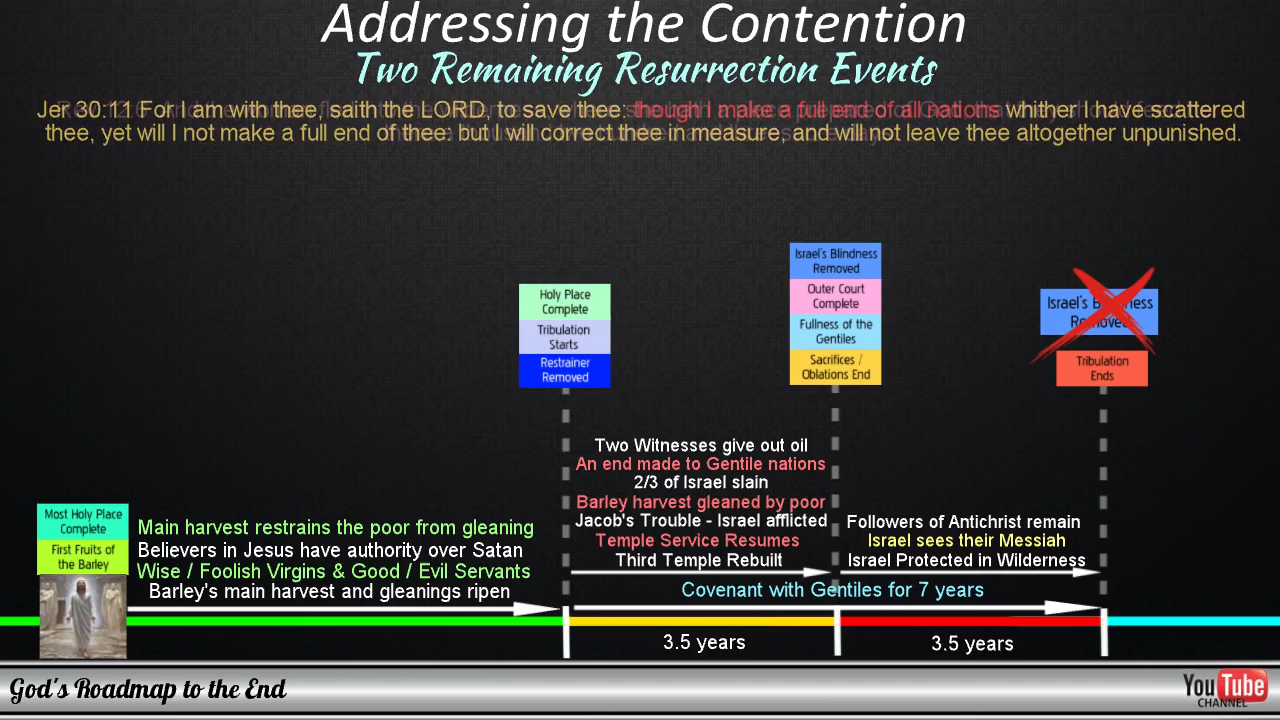 Addressing the Contention
Two Remaining Resurrection Events
Jer 30:11 For I am with thee, saith the LORD, to save thee: though I make a full end of all nations whither I have scattered
thee, yet will I not make a full end of thee: but I will correct thee in measure, and will not leave thee altogether unpunished.
Israel's Blindness
Removed
Outer Court
Complete
Fullness of the
Gentiles
Sacrifices /
Oblations End
Holy Place
Complete
Tribulation
Starts
Restrainer
Removed
Israel's Blindness
Removed
Tribulation
Ends
Two Witnesses give out oil
An end made to Gentile nations
2/3 of Israel slain
Barley harvest gleaned by poor
Jacob's Trouble - Israel afflicted
Temple Service Resumes
Third Temple Rebuilt
Most Holy Place
Complete
First Fruits of
the Barley
Main harvest restrains the poor from gleaning
Believers in Jesus have authority over Satan
Wise / Foolish Virgins & Good / Evil Servants
Barley's main harvest and gleanings ripen
Followers of Antichrist remain
Israel sees their Messiah
Israel Protected in Wilderness
Covenant with Gentiles for 7 years
3.5 years
3.5 years
God's Roadmap to the End
YouTube
CHANNEL